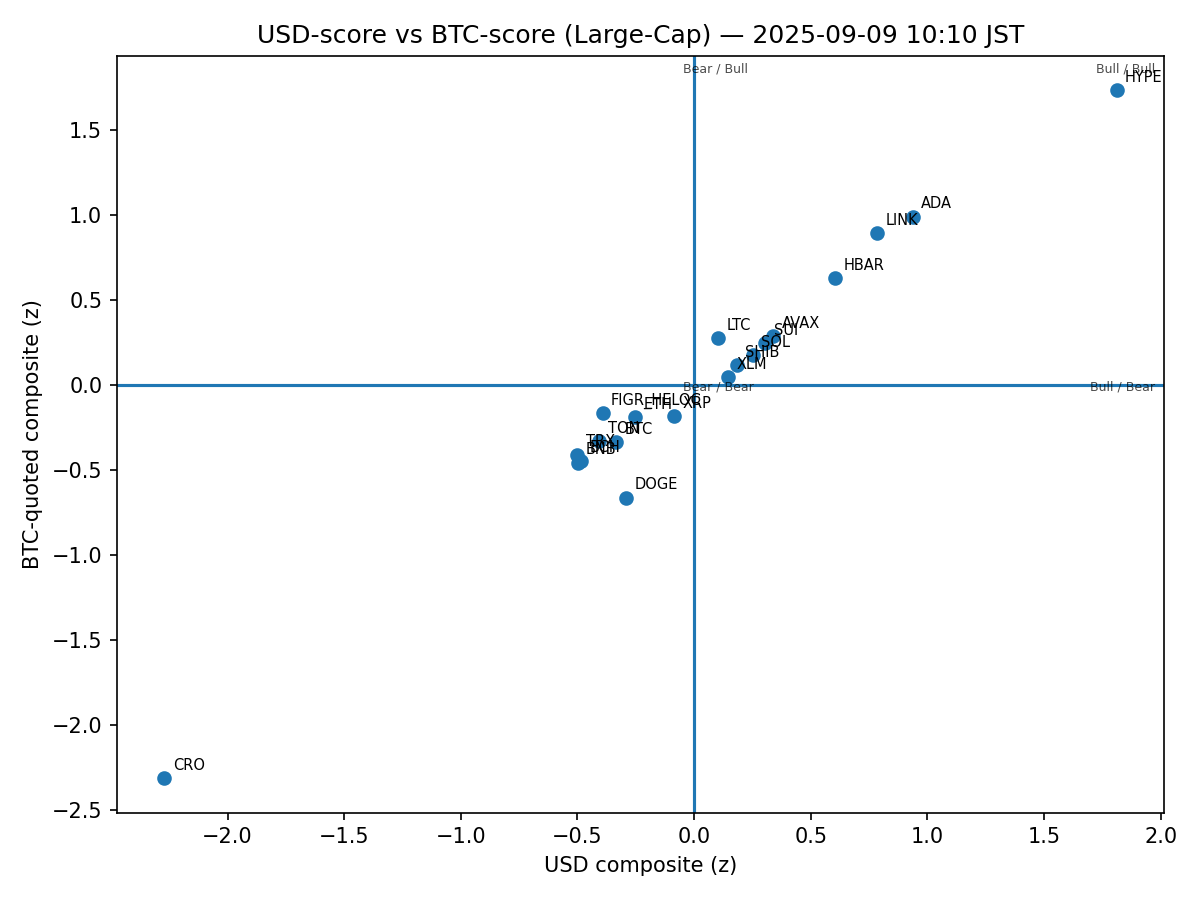 USD-score vs BTC-score (Large-Cap) — 2025-09-09 10:10 JST
Bear / Bull
Bull / Bull
HYPE
ADA
LINK
HBAR
LTC
AVAX
SUI
SOL
SHIB
XLM
Bear / Bear
Bull / Bear
FIGR_HELOC
ETH
XRP
TON
BTC
TRX
BCH
BNB
DOGE
CRO
1.5
1.0
0.5
0.0
−0.5
−1.0
−1.5
−2.0
−2.5
BTC-quoted composite (z)
−2.0
−1.5
−1.0
−0.5
0.0
0.5
1.0
1.5
2.0
USD composite (z)